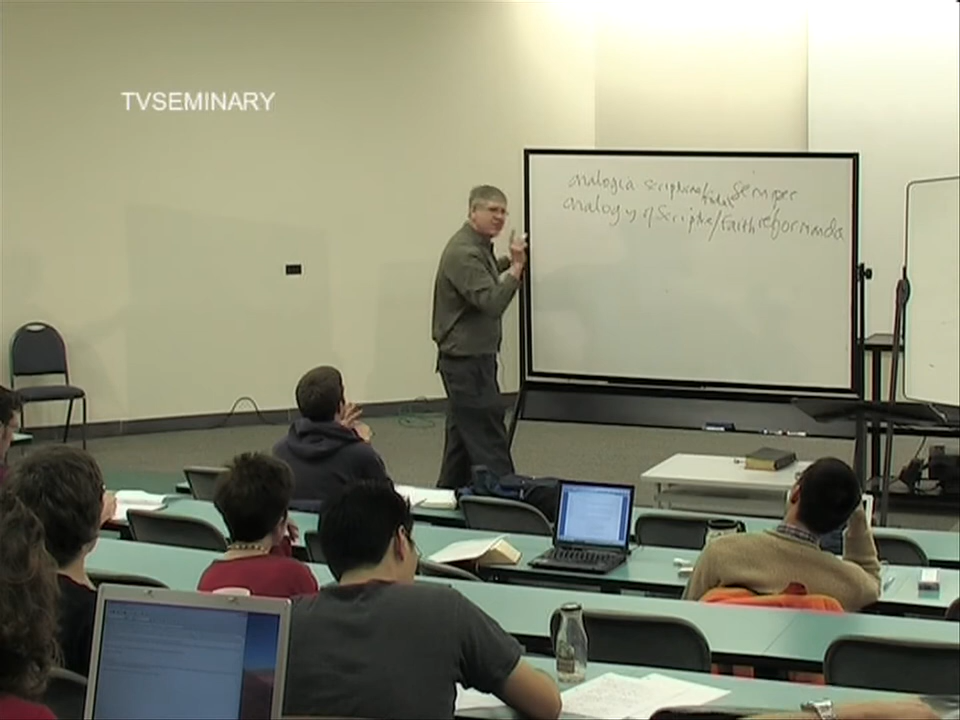 TVSEMINARY
analogia scripturae/fidei semper
analogy of Scripture/Faith reformanda